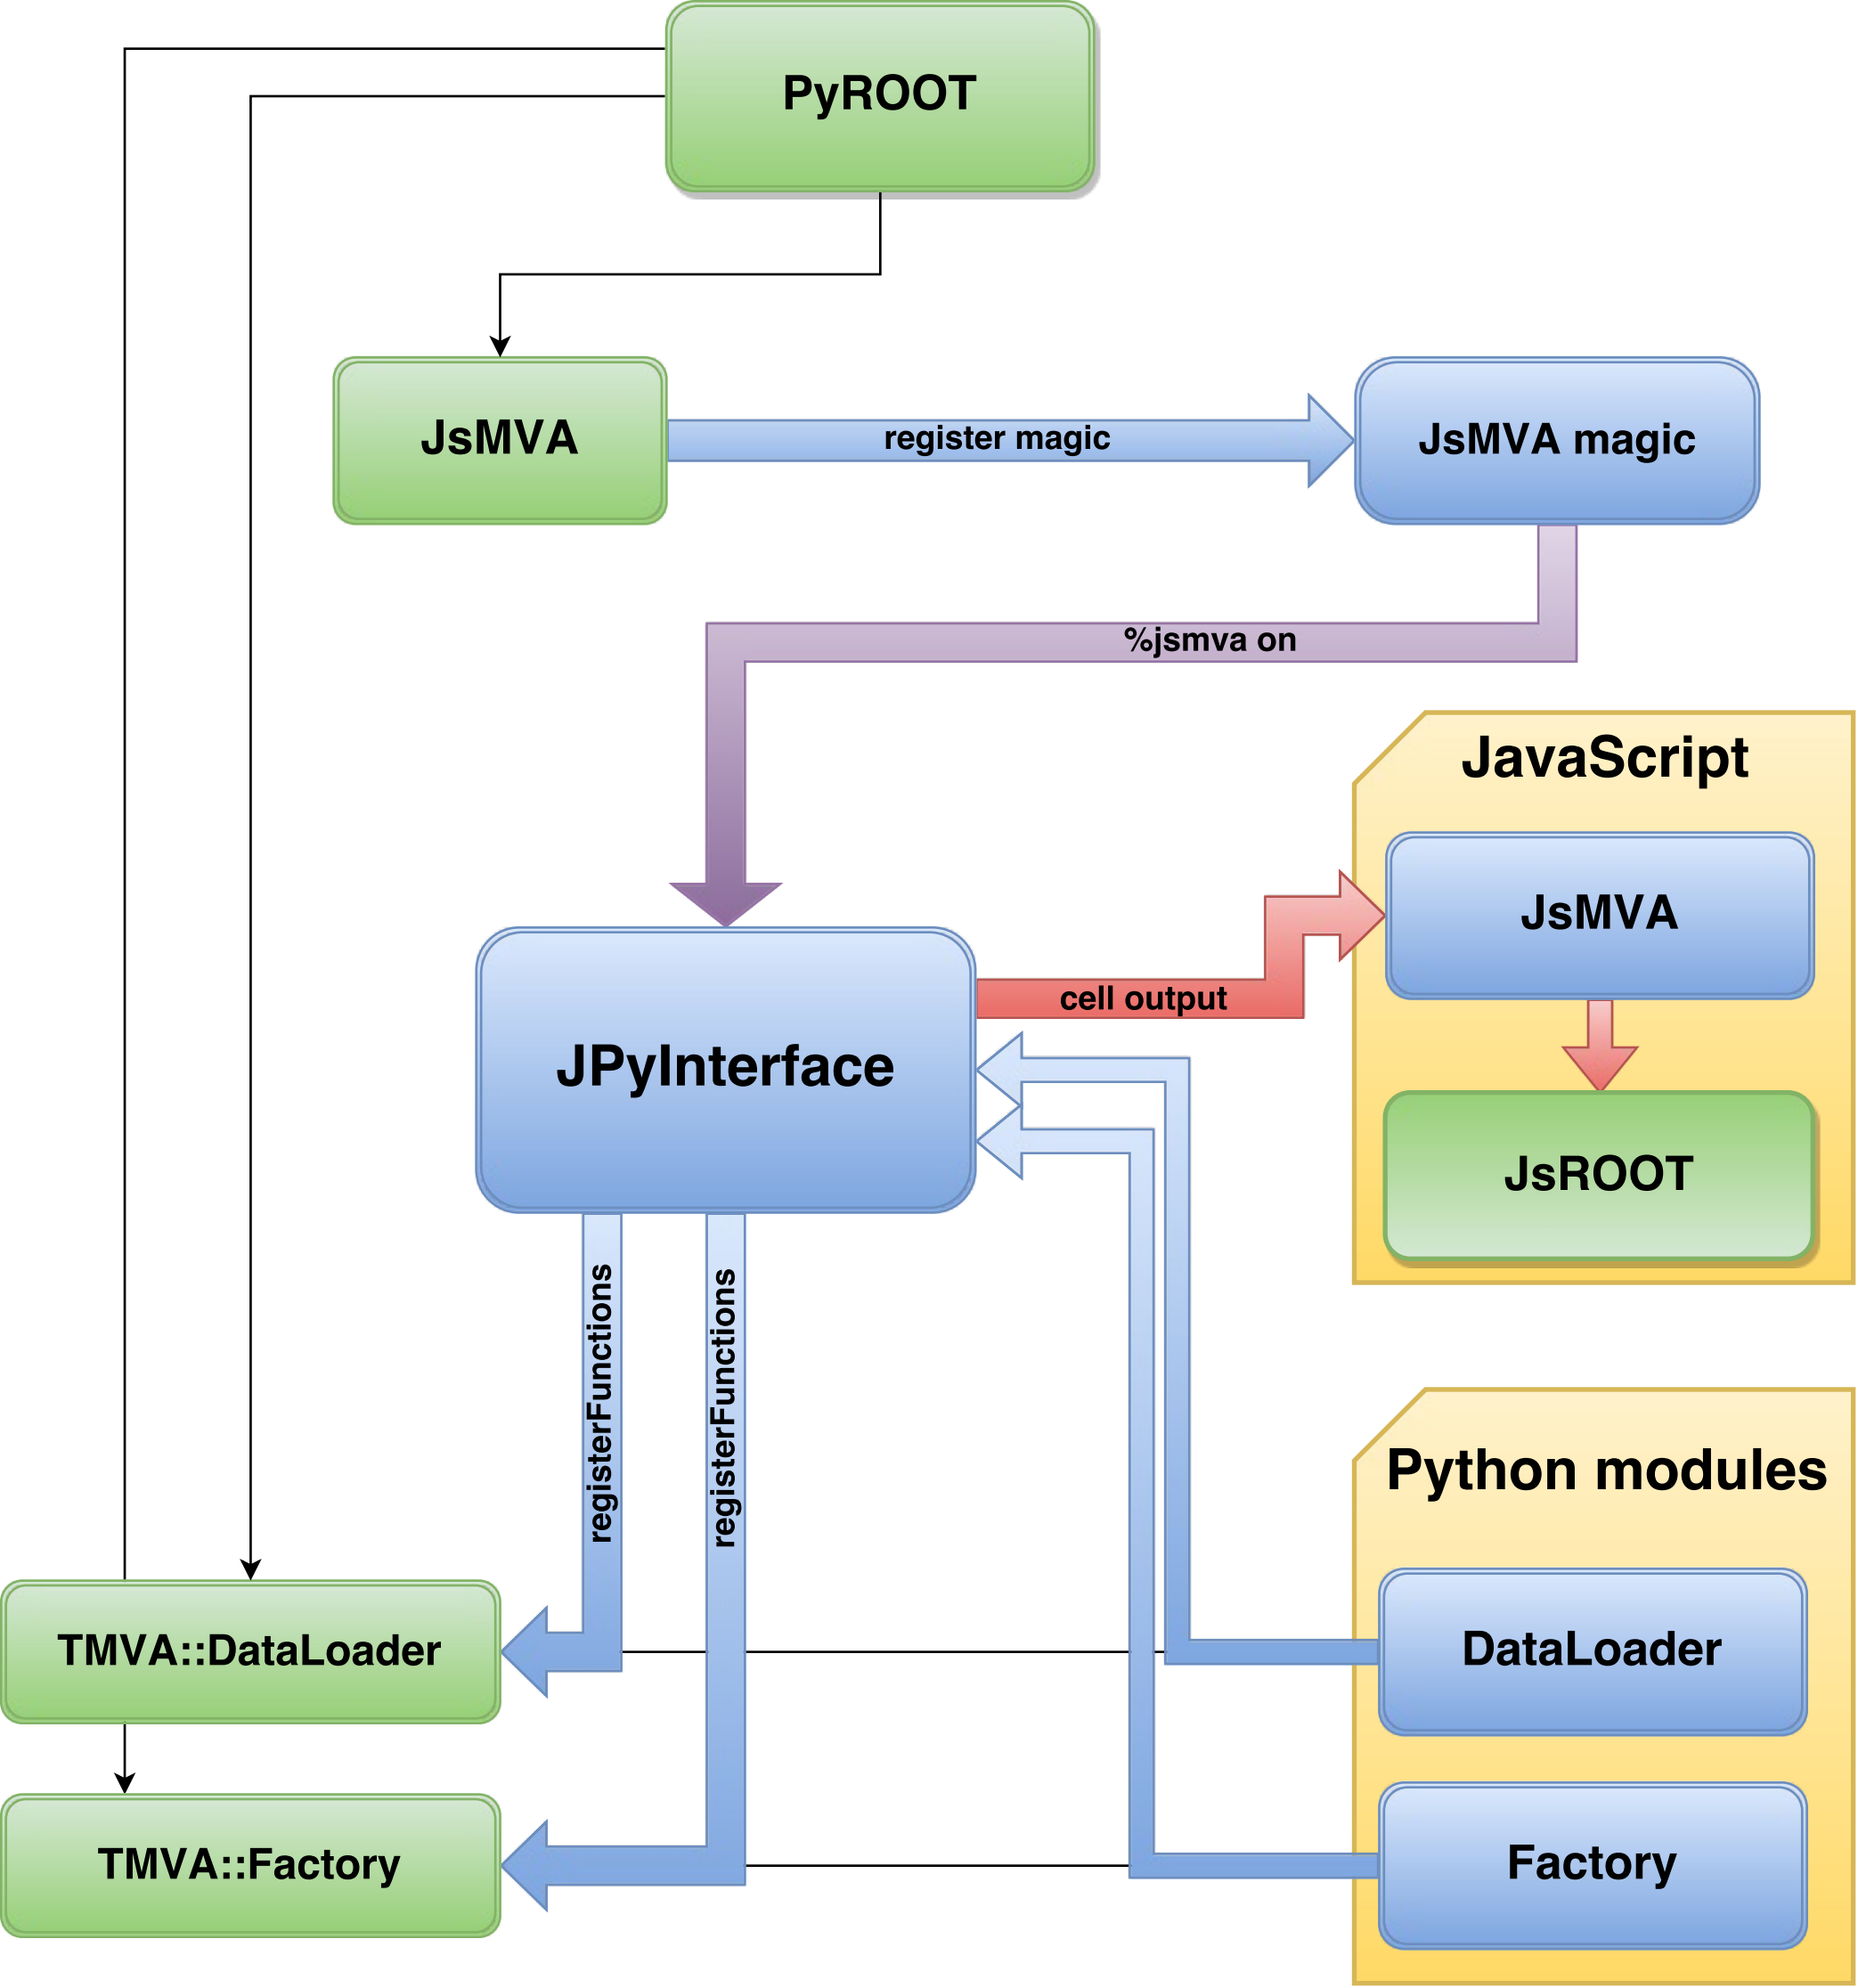 PyROOT
JsMVA
register magic
JsMVA magic
%jsmva on
JavaScript
JsMVA
cell output
JPyInterface
JsROOT
registerFunctions
registerFunctions
Python modules
TMVA::DataLoader
DataLoader
TMVA::Factory
Factory